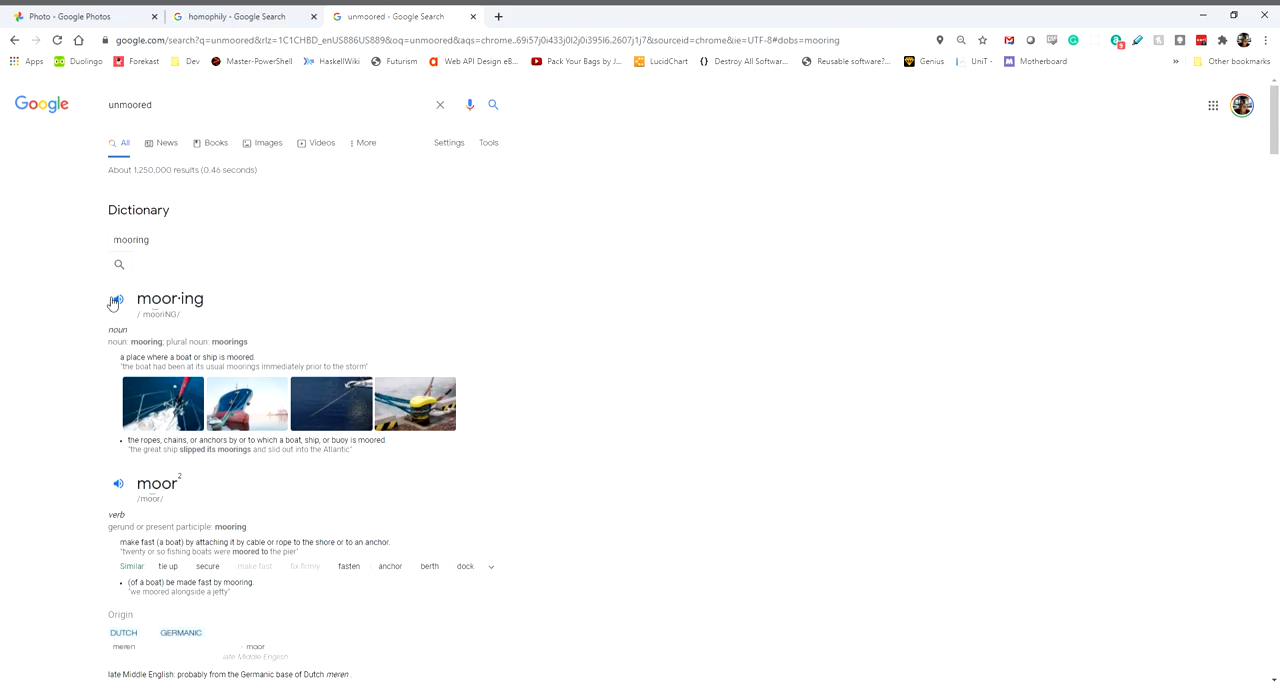 Photo - Google Photos
homophily - Google Search
unmoored - Google Search
google.com/search?q=unmoored&rlz=1C1CHBD_enUS886US889&oq=unmoored&aqs=chrome..69i57j0i433j0l2j0i395l6.2607j1j7&sourceid=chrome&ie=UTF-8#dobs=mooring
Apps Duolingo Forekast Dev Master-PowerShell HaskellWiki Futurism Web API Design eB... Pack Your Bags by J... LucidChart Destroy All Softwar... Reusable software?... Genius UniT - Motherboard » Other bookmarks
Google unmoored
All News Books Images Videos More Settings Tools
About 1,250,000 results (0.46 seconds)
Dictionary
mooring
moor·ing
/ˈmo͝oriNG/
noun
noun: mooring; plural noun: moorings
a place where a boat or ship is moored.
"the boat had been at its usual moorings immediately prior to the storm"
• the ropes, chains, or anchors by or to which a boat, ship, or buoy is moored.
"the great ship slipped its moorings and slid out into the Atlantic"
moor2
/mo͝or/
verb
gerund or present participle: mooring
make fast (a boat) by attaching it by cable or rope to the shore or to an anchor.
"twenty or so fishing boats were moored to the pier"
Similar: tie up secure make fast fix firmly fasten anchor berth dock
• (of a boat) be made fast by mooring.
"we moored alongside a jetty"
Origin
DUTCH GERMANIC
meren moor
late Middle English
late Middle English: probably from the Germanic base of Dutch meren .